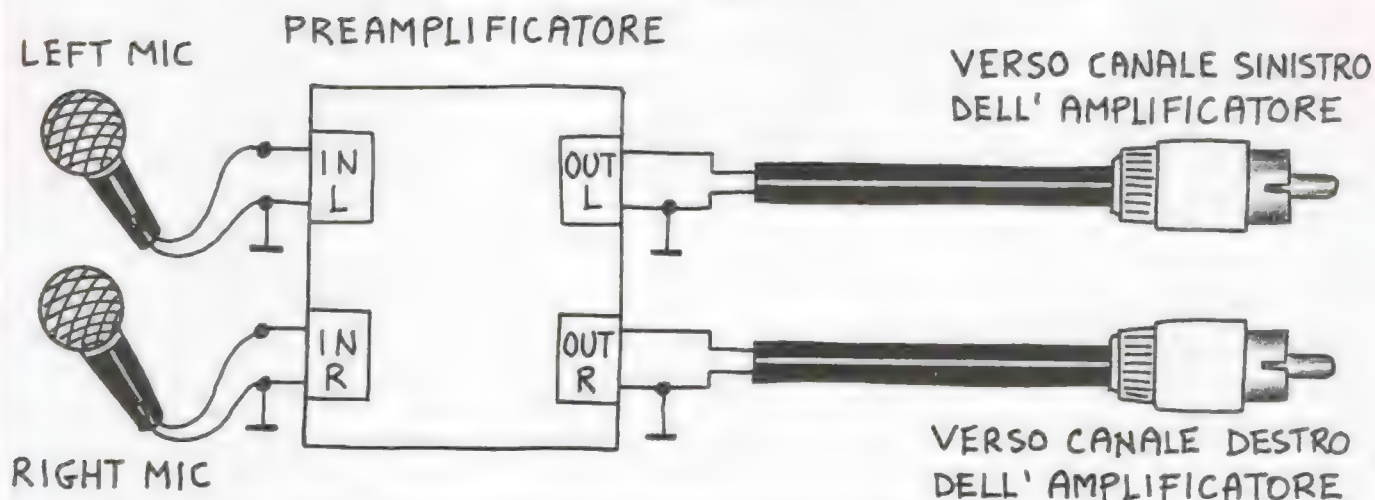 PREAMPLIFICATORE
LEFT MIC
VERSO CANALE SINISTRO
DELL' AMPLIFICATORE
IN
L
OUT
L
IN
R
OUT
R
RIGHT MIC
VERSO CANALE DESTRO
DELL' AMPLIFICATORE